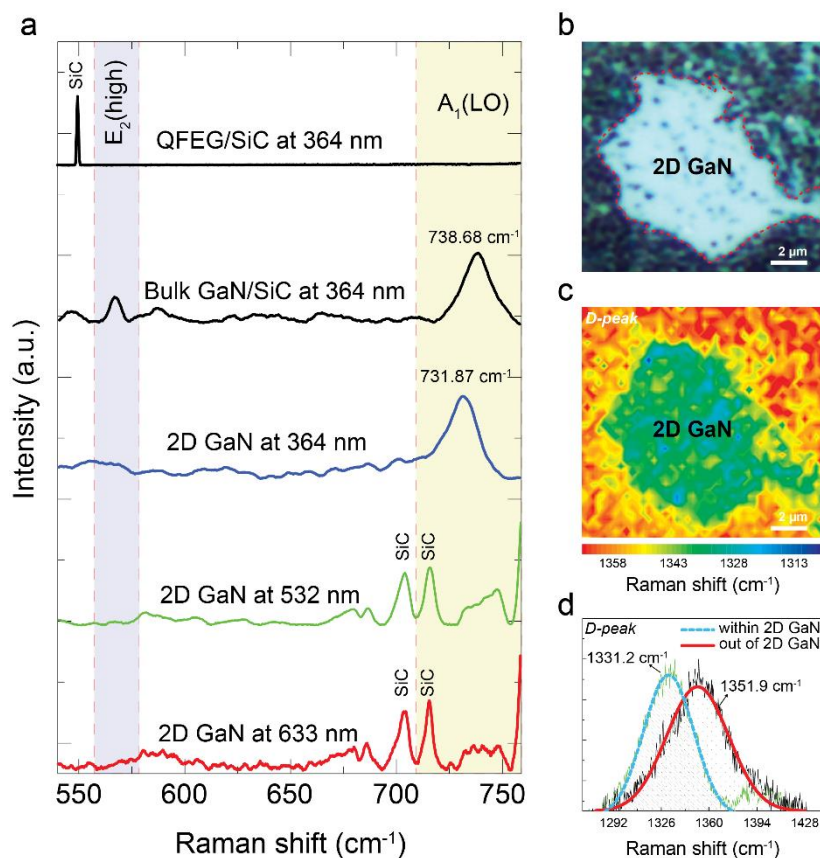 a
Intensity (a.u.)
SiC
E2(high)
A1(LO)
QFEG/SiC at 364 nm
738.68 cm-1
Bulk GaN/SiC at 364 nm
731.87 cm-1
2D GaN at 364 nm
SiC
SiC
2D GaN at 532 nm
SiC
SiC
2D GaN at 633 nm
550 600 650 700 750
Raman shift (cm-1)
b
2D GaN
2 µm
c
D-peak
2D GaN
2 µm
1358 1343 1328 1313
Raman shift (cm-1)
d
D-peak
within 2D GaN
out of 2D GaN
1331.2 cm-1
1351.9 cm-1
1292 1326 1360 1394 1428
Raman shift (cm-1)